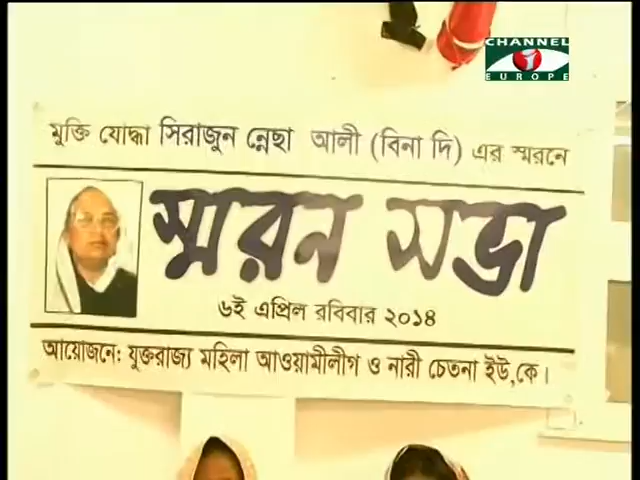 CHANNEL
i
EUROPE
মুক্তি যোদ্ধা সিরাজুন নেছা আলী (বিনা দি) এর স্মরনে
স্মরন সভা
৬ই এপ্রিল রবিবার ২০১৪
আয়োজনে: যুক্তরাজ্য মহিলা আওয়ামীলীগ ও নারী চেতনা ইউ,কে।